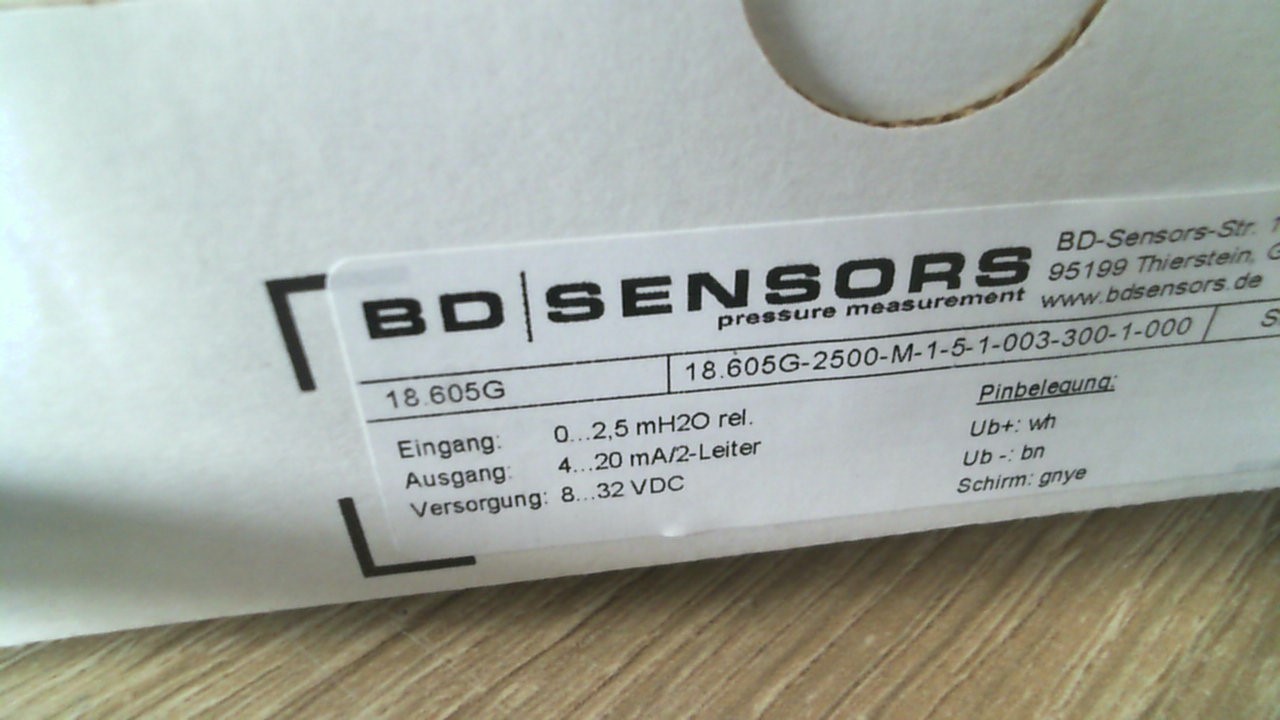 BD|SENSORS
pressure measurement
BD-Sensors-Str.
95199 Thierstein,
www.bdsensors.de
18.605G
18.605G-2500-M-1-5-1-003-300-1-000
Eingang: 0...2,5 mH2O rel.
Ausgang: 4...20 mA/2-Leiter
Versorgung: 8...32 VDC
Pinbelegung:
Ub+: wh
Ub -: bn
Schirm: gnye